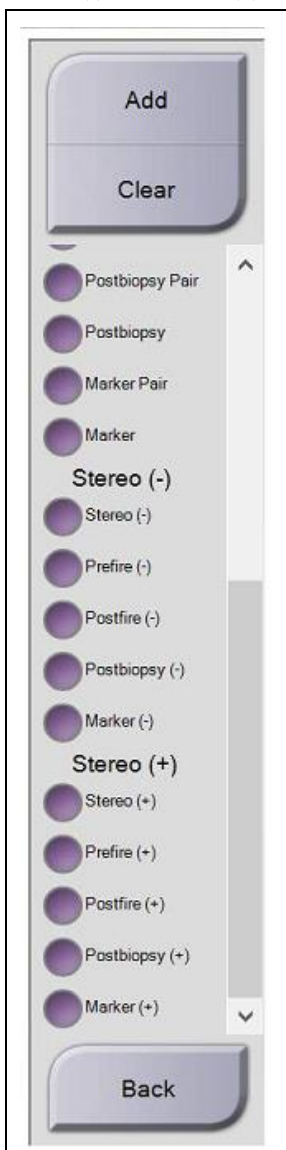 Add
Clear
Postbiopsy Pair
Postbiopsy
Marker Pair
Marker
Stereo (-)
Stereo (-)
Prefire (-)
Postfire (-)
Postbiopsy (-)
Marker (-)
Stereo (+)
Stereo (+)
Prefire (+)
Postfire (+)
Postbiopsy (+)
Marker (+)
Back